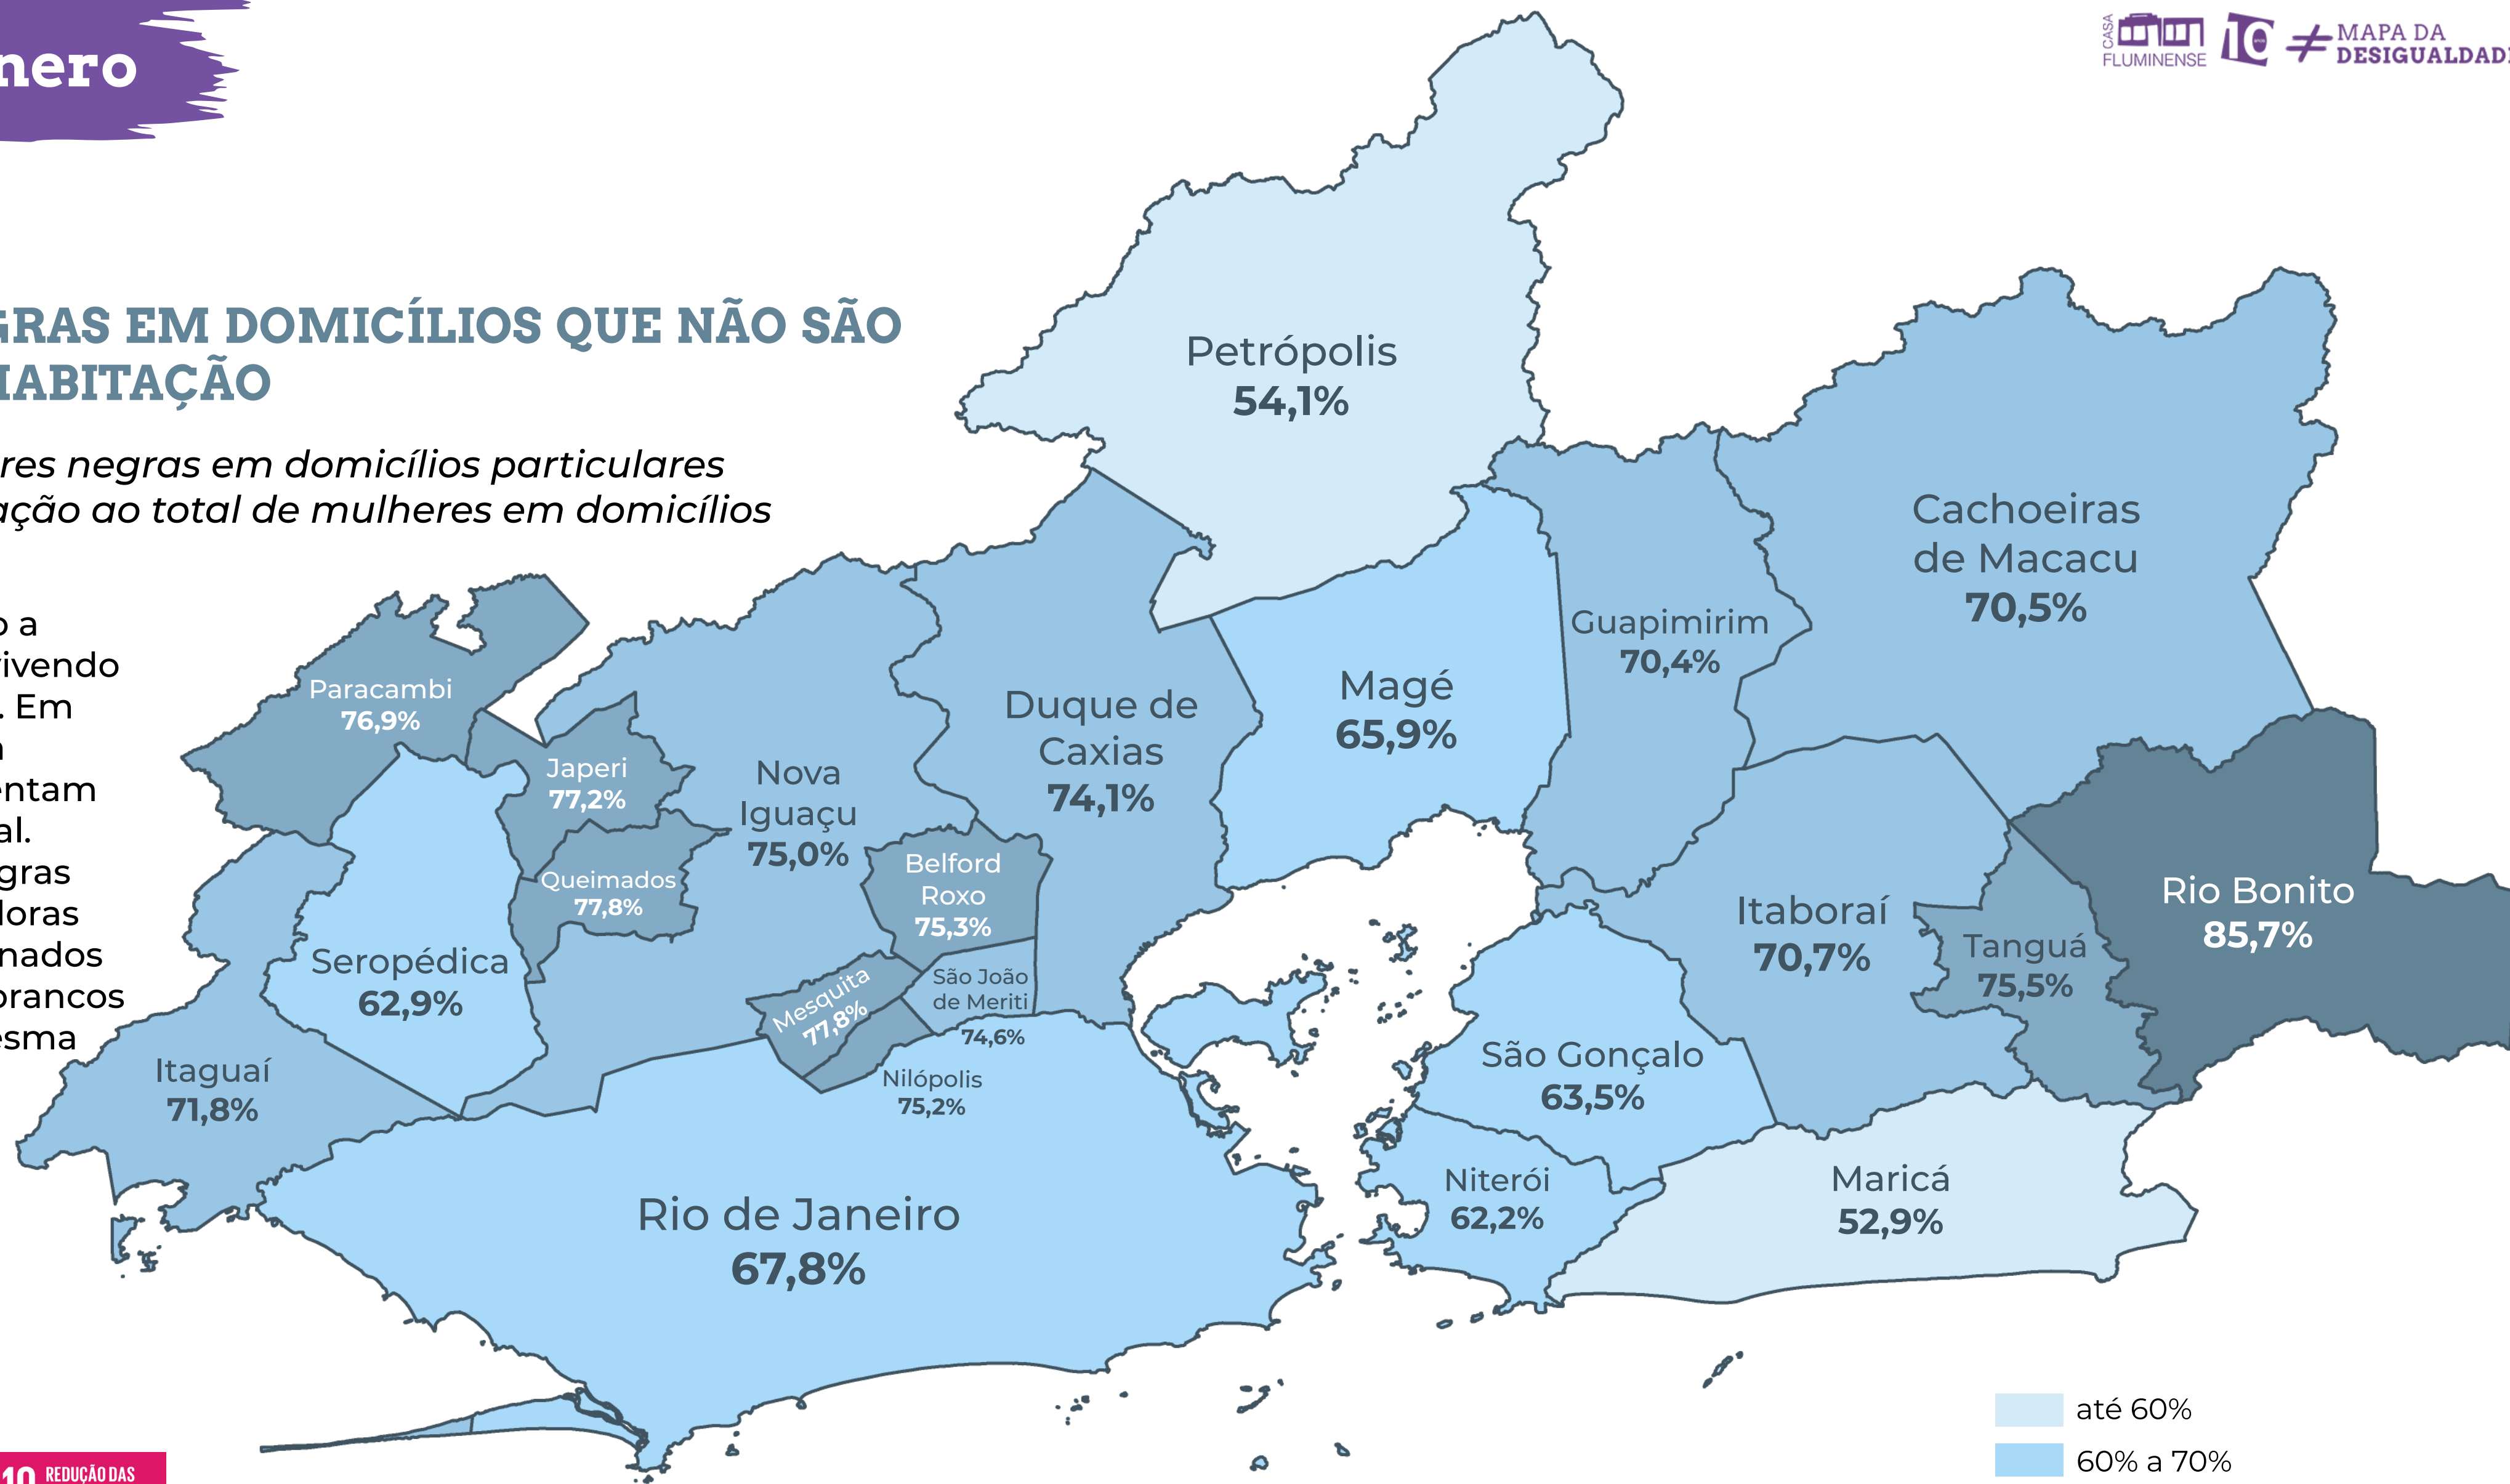 nero
CASA
FLUMINENSE
10
MAPA DA
DESIGUALDADE
GRAS EM DOMICÍLIOS QUE NÃO SÃO
HABITAÇÃO
res negras em domicílios particulares
ação ao total de mulheres em domicílios
o a
vivendo
. Em
entam
al.
gras
doras
nados
brancos
esma
Petrópolis
54,1%
Cachoeiras
de Macacu
70,5%
Guapimirim
70,4%
Magé
65,9%
Duque de
Caxias
74,1%
Paracambi
76,9%
Japeri
77,2%
Nova
Iguaçu
75,0%
Queimados
77,8%
Belford
Roxo
75,3%
Rio Bonito
85,7%
Itaboraí
70,7%
Tanguá
75,5%
Seropédica
62,9%
Mesquita
77,8%
São João
de Meriti
74,6%
Nilópolis
75,2%
Itaguaí
71,8%
São Gonçalo
63,5%
Niterói
62,2%
Maricá
52,9%
Rio de Janeiro
67,8%
até 60%
60% a 70%
10 REDUÇÃO DAS